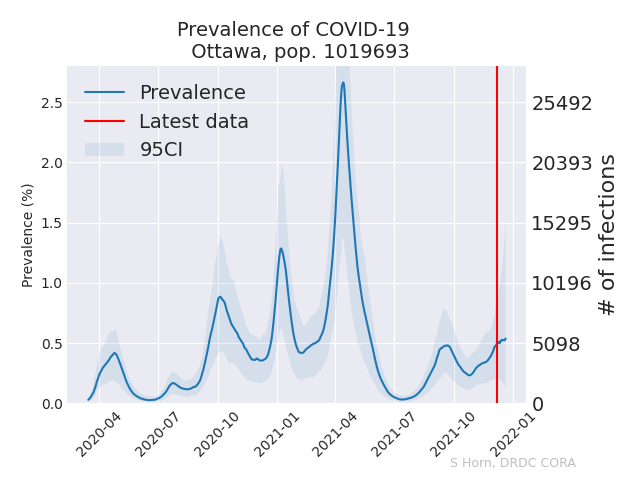 Prevalence of COVID-19
Ottawa, pop. 1019693
Prevalence
Latest data
95CI
Prevalence (%)
2.5
2.0
1.5
1.0
0.5
0.0
25492
20393
15295
10196
5098
0
# of infections
2020-04
2020-07
2020-10
2021-01
2021-04
2021-07
2021-10
2022-01
S Horn, DRDC CORA